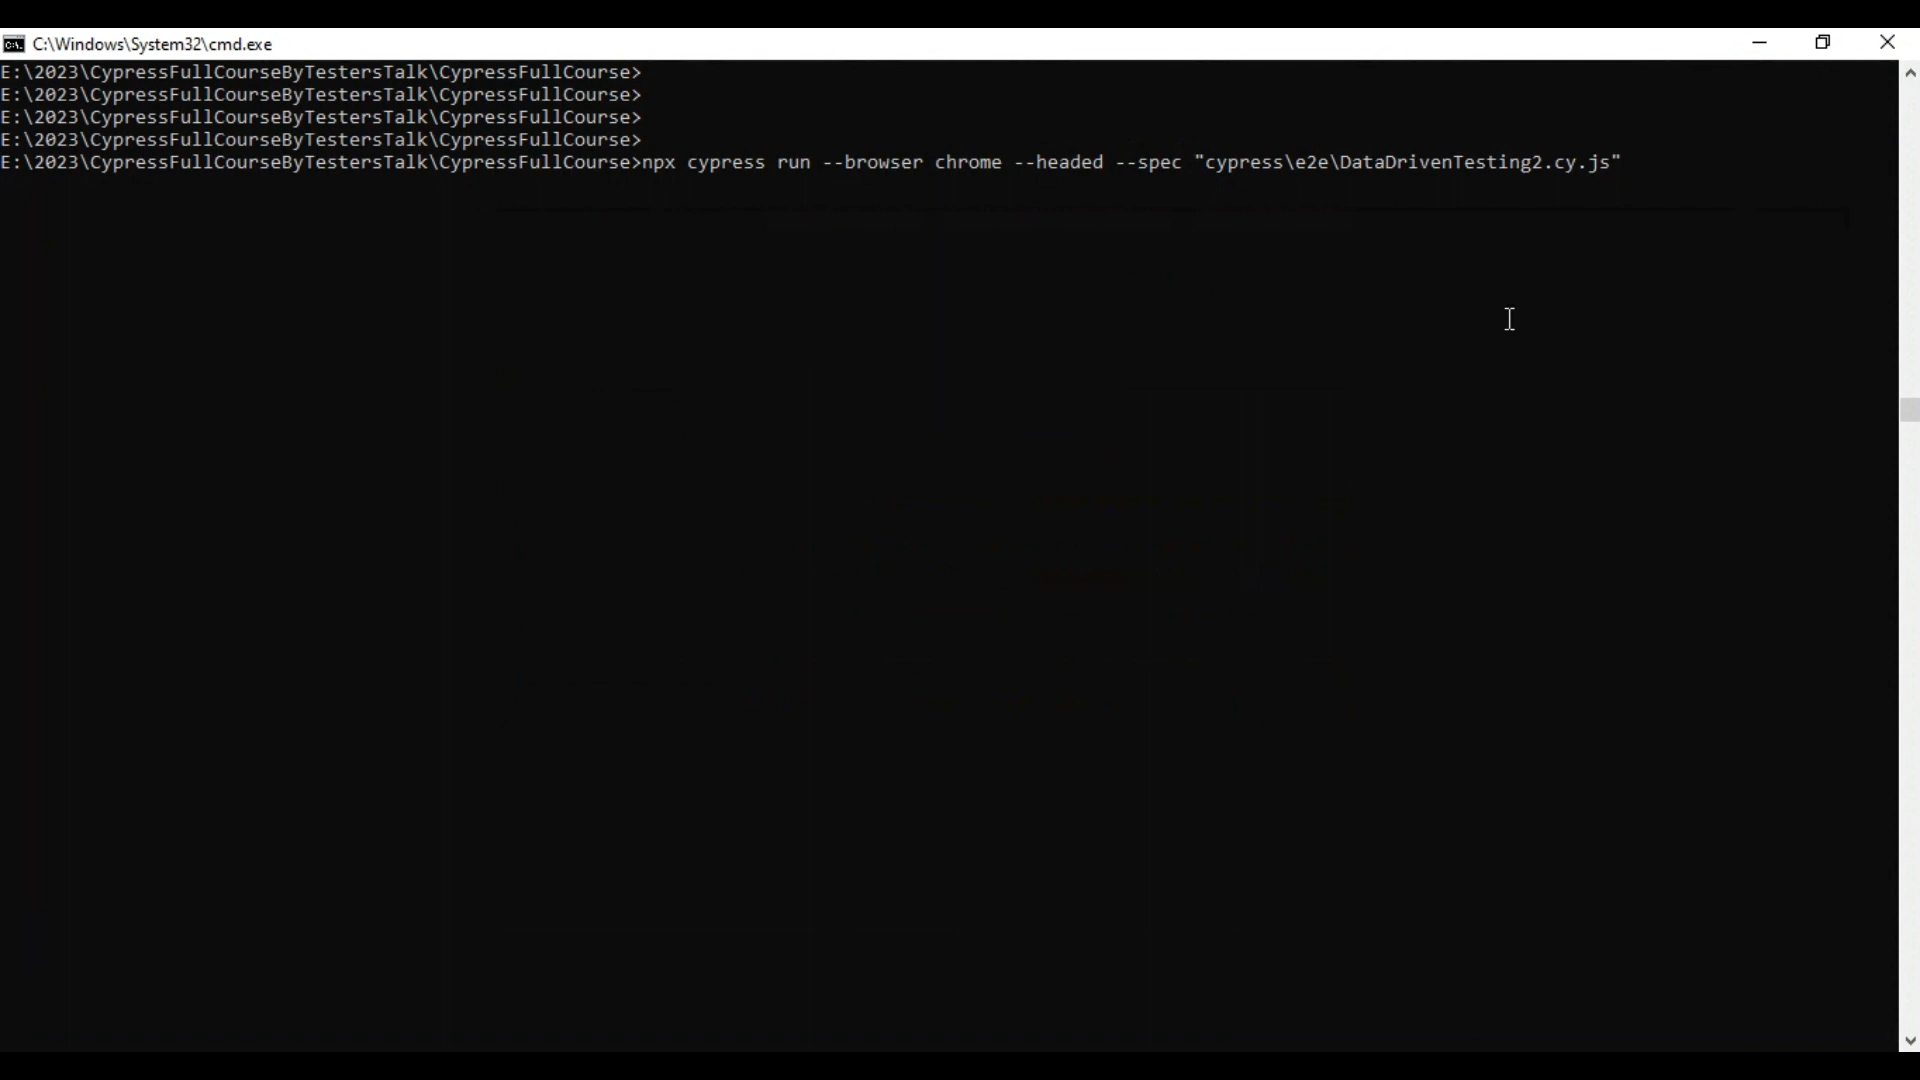 C:\Windows\System32\cmd.exe
E:\2023\CypressFullCourseByTestersTalk\CypressFullCourse>
E:\2023\CypressFullCourseByTestersTalk\CypressFullCourse>
E:\2023\CypressFullCourseByTestersTalk\CypressFullCourse>
E:\2023\CypressFullCourseByTestersTalk\CypressFullCourse>
E:\2023\CypressFullCourseByTestersTalk\CypressFullCourse>npx cypress run --browser chrome --headed --spec "cypress\e2e\DataDrivenTesting2.cy.js"